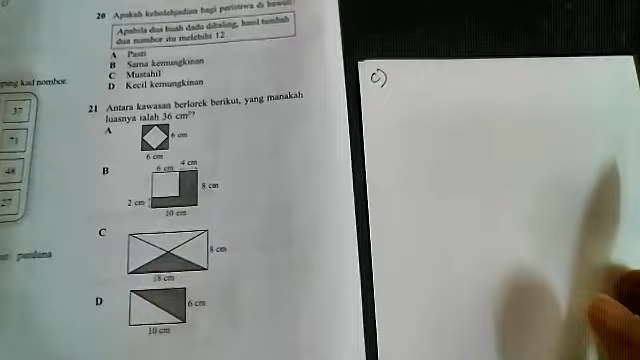 20 Apakah kebolehjadian bagi peristiwa di bawah
Apabila dua buah dadu dibaling, hasil tambah
dua nombor itu melebihi 12
A Pasti
B Sama kemungkinan
C Mustahil
D Kecil kemungkinan
kad nombor
37
71
48
27
21 Antara kawasan berlorek berikut, yang manakah
luasnya ialah 36 cm²?
A
6 cm
6 cm
B
6 cm 4 cm
8 cm
2 cm
10 cm
C
8 cm
18 cm
D
6 cm
10 cm
c)